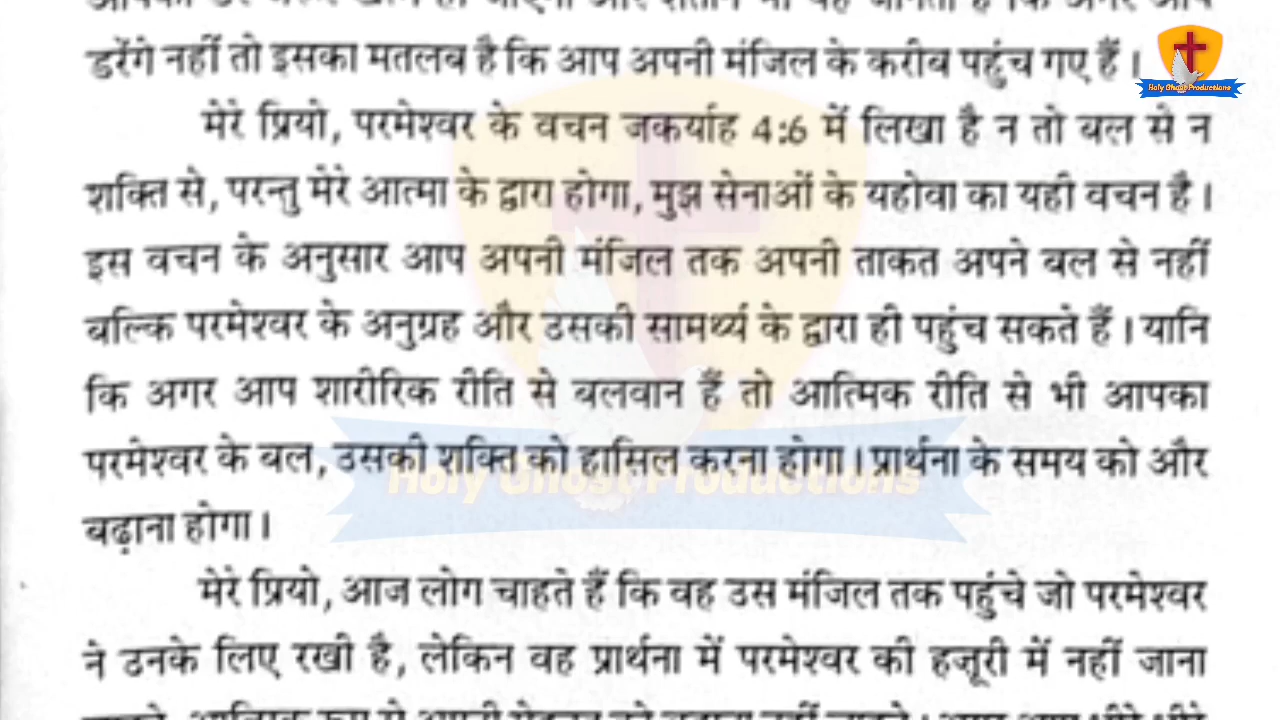 Holy Ghost Productions
डरेंगे नहीं तो इसका मतलब है कि आप अपनी मंजिल के करीब पहुंच गए हैं।
मेरे प्रियो, परमेश्वर के वचन जकर्याह 4:6 में लिखा है न तो बल से न
शक्ति से, परन्तु मेरे आत्मा के द्वारा होगा, मुझ सेनाओं के यहोवा का यही वचन है।
इस वचन के अनुसार आप अपनी मंजिल तक अपनी ताकत अपने बल से नहीं
बल्कि परमेश्वर के अनुग्रह और उसकी सामर्थ्य के द्वारा ही पहुंच सकते हैं। यानि
कि अगर आप शारीरिक रीति से बलवान हैं तो आत्मिक रीति से भी आपका
परमेश्वर के बल, उसकी शक्ति को हासिल करना होगा। प्रार्थना के समय को और
Holy Ghost Productions
बढ़ाना होगा।
मेरे प्रियो, आज लोग चाहते हैं कि वह उस मंजिल तक पहुंचे जो परमेश्वर
ने उनके लिए रखी है, लेकिन वह प्रार्थना में परमेश्वर की हजूरी में नहीं जाना